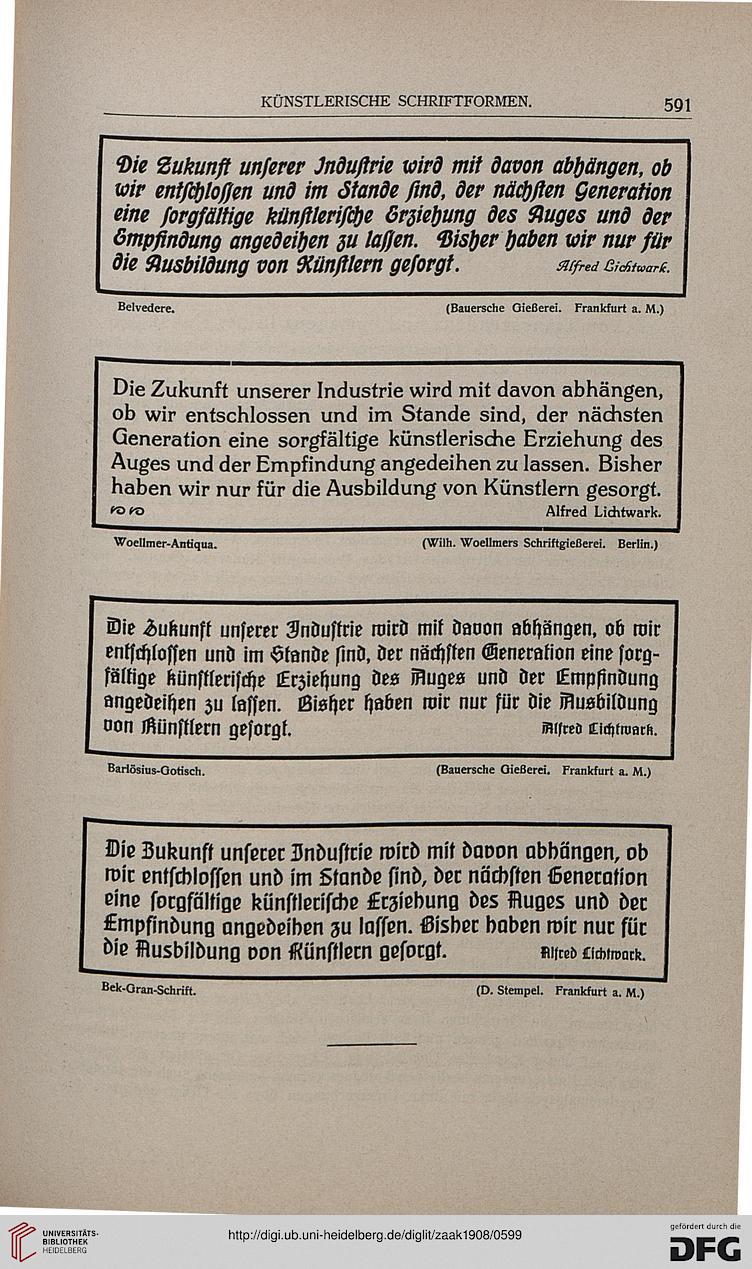 KÜNSTLERISCHE SCHRIFTFORMEN.
591
Die Zukunft unſerer Induſtrie wird mit davon abhängen, ob
wir entſchloſſen und im Stande ſind, der nächſten Generation
eine ſorgfältige künſtleriſche Erziehung des Auges und der
Empfindung angedeihen zu laſſen. Bisher haben wir nur für
die Ausbildung von Künſtlern geſorgt. Alfred Lichtwark.
Belvedere. (Bauersche Gießerei. Frankfurt a. M.)
Die Zukunft unserer Industrie wird mit davon abhängen,
ob wir entschlossen und im Stande sind, der nächsten
Generation eine sorgfältige künstlerische Erziehung des
Auges und der Empfindung angedeihen zu lassen. Bisher
haben wir nur für die Ausbildung von Künstlern gesorgt.
Alfred Lichtwark.
Woellmer-Antiqua. (Wilh. Woellmers Schriftgießerei. Berlin.)
Die Zukunft unſerer Induſtrie wird mit davon abhängen, ob wir
entſchloſſen und im Stande ſind, der nächſten Generation eine ſorg-
fältige künſtleriſche Erziehung des Auges und der Empfindung
angedeihen zu laſſen. Bisher haben wir nur für die Ausbildung
von Künſtlern geſorgt. Alfred Lichtwark.
Barlösius-Gotisch. (Bauersche Gießerei. Frankfurt a. M.)
Die Zukunft unſerer Induſtrie wird mit davon abhängen, ob
wir entſchloſſen und im Stande ſind, der nächſten Generation
eine ſorgfältige künſtleriſche Erziehung des Auges und der
Empfindung angedeihen zu laſſen. Bisher haben wir nur für
die Ausbildung von Künſtlern geſorgt. Alfred Lichtwark.
Bek-Gran-Schrift. (D. Stempel. Frankfurt a. M.)
UNIVERSITÄTS-
BIBLIOTHEK
HEIDELBERG
http://digi.ub.uni-heidelberg.de/diglit/zaak1908/0599
gefördert durch die
DFG